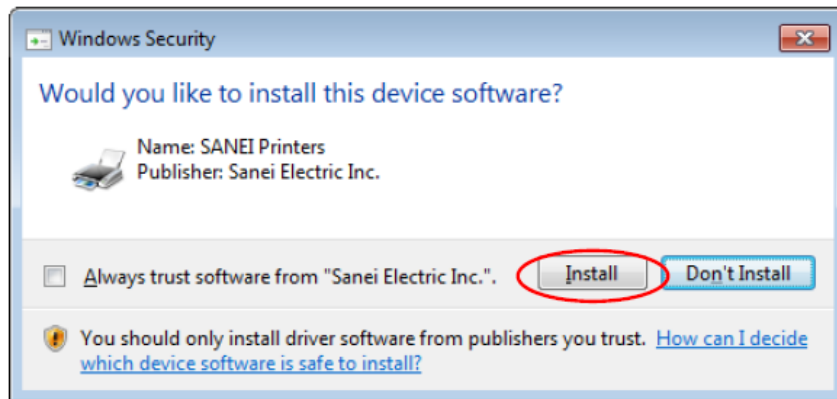 Windows Security
Would you like to install this device software?
Name: SANEI Printers
Publisher: Sanei Electric Inc.
Always trust software from "Sanei Electric Inc.".
Install
Don't Install
You should only install driver software from publishers you trust. How can I decide
which device software is safe to install?